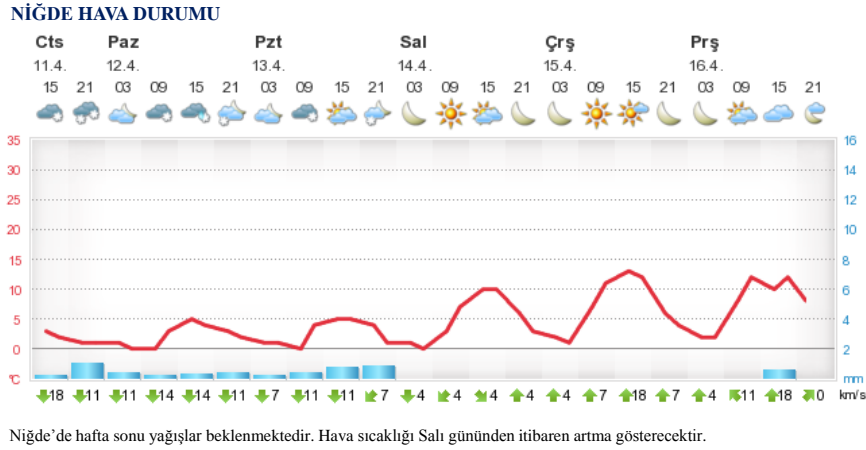 NİĞDE HAVA DURUMU
Cts Paz Pzt Sal Çrş Prş
11.4. 12.4. 13.4. 14.4. 15.4. 16.4.
15 21 03 09 15 21 03 09 15 21 03 09 15 21 03 09 15 21 03 09 15 21
35 16
30 14
25 12
20 10
15 8
10 6
5 4
0 2
°C mm
18 11 11 14 14 11 7 11 11 7 4 4 4 4 4 7 18 7 4 11 18 0 km/s
Niğde’de hafta sonu yağışlar beklenmektedir. Hava sıcaklığı Salı gününden itibaren artma gösterecektir.